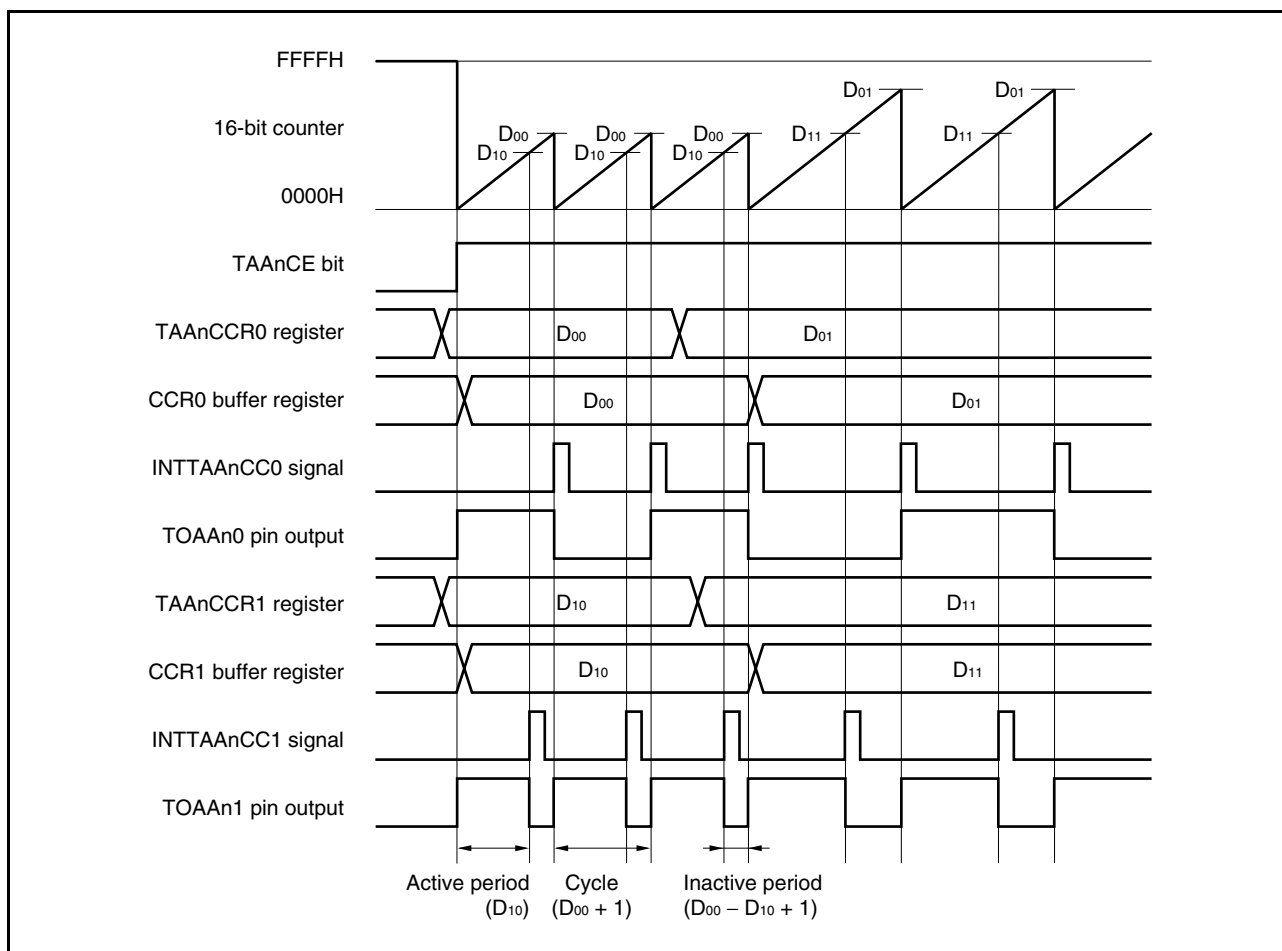 FFFFH
16-bit counter
0000H
D00 D00 D00 D01 D01
D10 D10 D10 D11 D11
TAAnCE bit
TAAnCCR0 register
D00 D01
CCR0 buffer register
D00 D01
INTTAAnCC0 signal
TOAAn0 pin output
TAAnCCR1 register
D10 D11
CCR1 buffer register
D10 D11
INTTAAnCC1 signal
TOAAn1 pin output
Active period
(D10)
Cycle
(D00 + 1)
Inactive period
(D00 − D10 + 1)